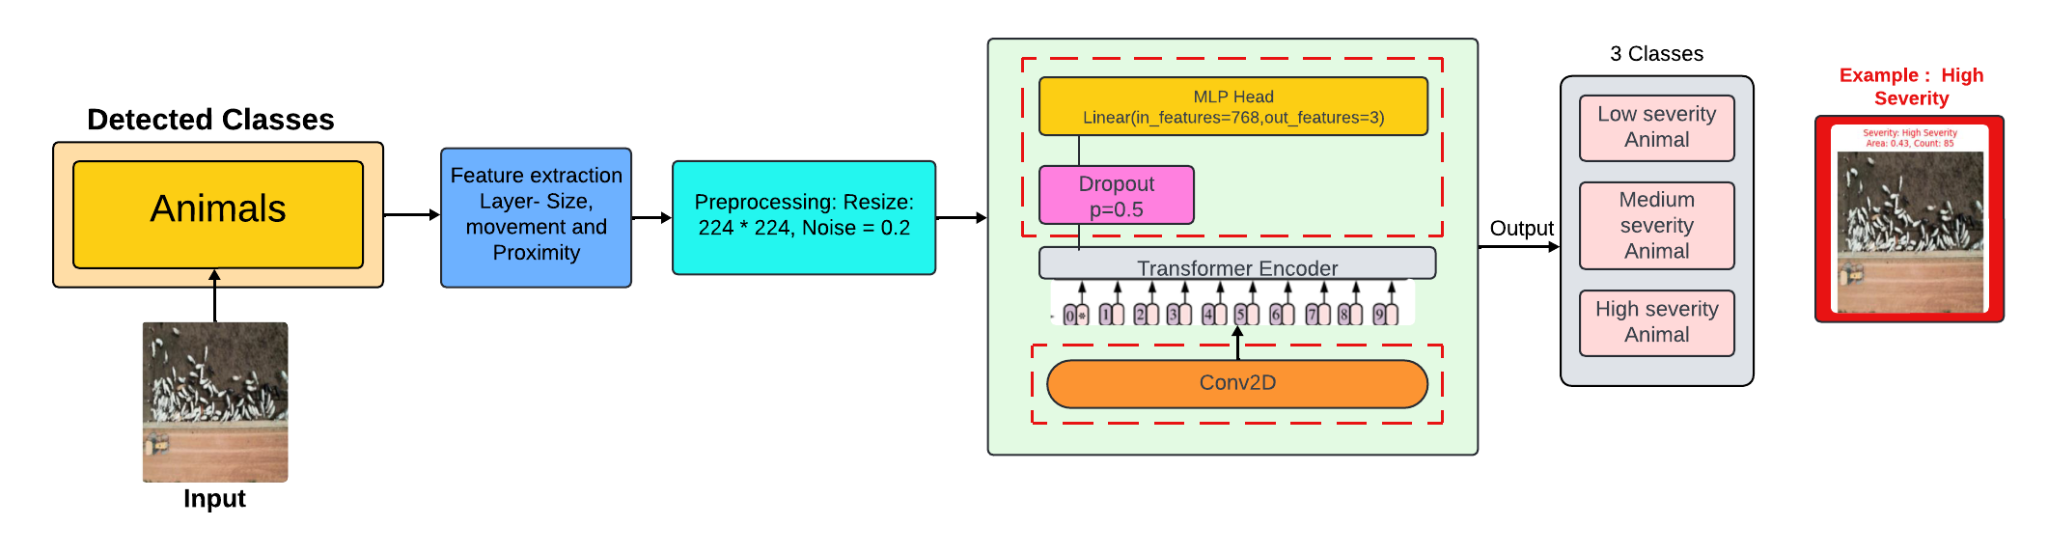 Detected Classes
Animals
Input
Feature extraction
Layer- Size,
movement and
Proximity
Preprocessing: Resize:
224 * 224, Noise = 0.2
MLP Head
Linear(in_features=768,out_features=3)
Dropout
p=0.5
Transformer Encoder
0 * 1 2 3 4 5 6 7 8 9
Conv2D
Output
3 Classes
Low severity
Animal
Medium
severity
Animal
High severity
Animal
Example : High
Severity
Severity: High Severity
Area: 0.43, Count: 85